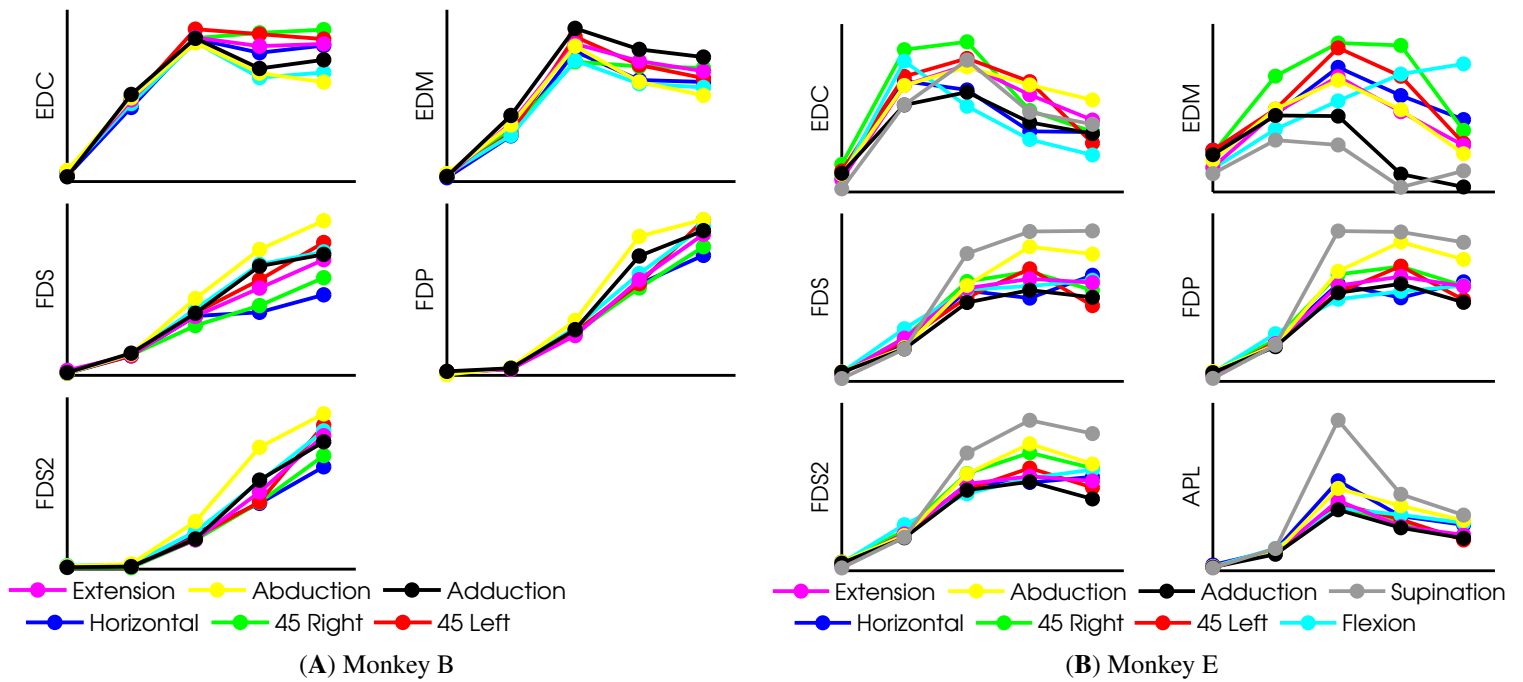 EDC
EDM
FDS
FDP
FDS2
Extension Abduction Adduction
Horizontal 45 Right 45 Left
(A) Monkey B
EDC
EDM
FDS
FDP
FDS2
APL
Extension Abduction Adduction Supination
Horizontal 45 Right 45 Left Flexion
(B) Monkey E